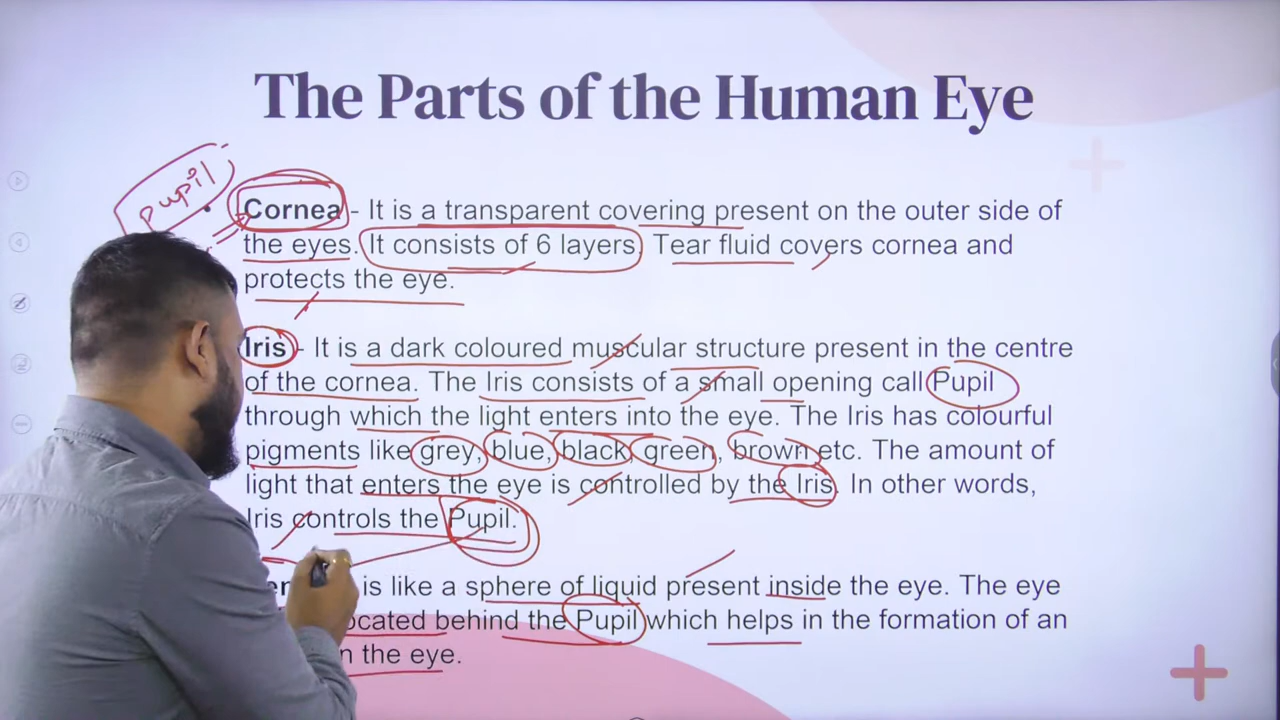 The Parts of the Human Eye
pupil
Cornea - It is a transparent covering present on the outer side of
the eyes. It consists of 6 layers. Tear fluid covers cornea and
protects the eye.
Iris - It is a dark coloured muscular structure present in the centre
of the cornea. The Iris consists of a small opening call Pupil
through which the light enters into the eye. The Iris has colourful
pigments like grey, blue, black, green, brown etc. The amount of
light that enters the eye is controlled by the Iris. In other words,
Iris controls the Pupil.
is like a sphere of liquid present inside the eye. The eye
behind the Pupil which helps in the formation of an
the eye.